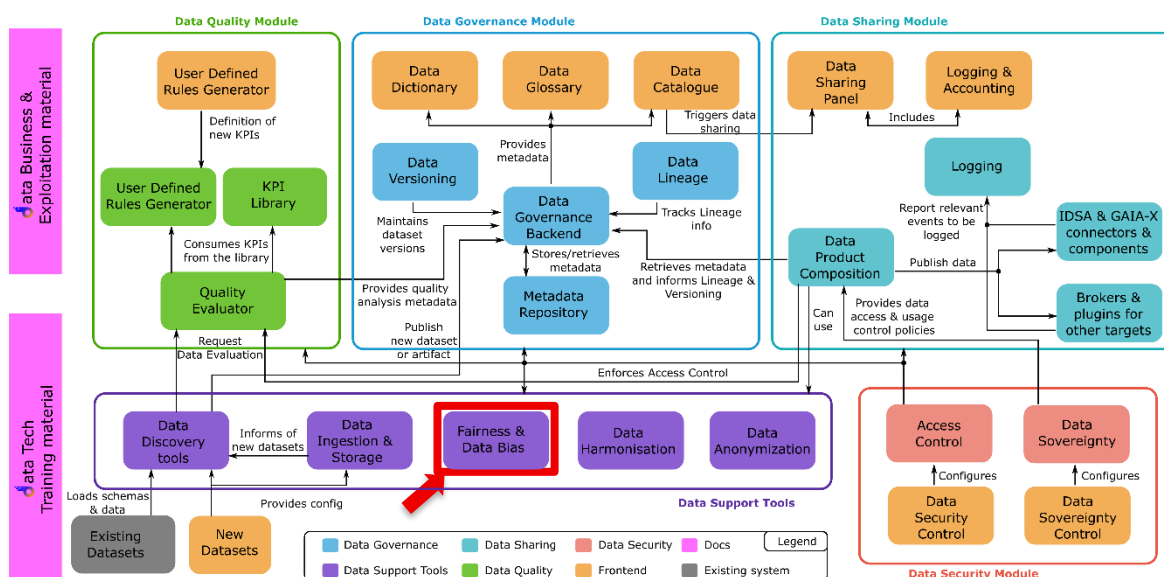 Data Quality Module
Data Governance Module
Data Sharing Module
ata Business &
Exploitation material
User Defined
Rules Generator
Definition of
new KPIs
User Defined
Rules Generator
KPI
Library
Consumes KPIs
from the library
Quality
Evaluator
Request
Data Evaluation
Data
Dictionary
Data
Glossary
Data
Catalogue
Triggers data
sharing
Provides
metadata
Data
Versioning
Data
Lineage
Maintains
dataset
versions
Data
Governance
Backend
Tracks Lineage
info
Stores/retrieves
metadata
Provides quality
analysis metadata
Metadata
Repository
Retrieves metadata
and informs Lineage &
Versioning
Publish
new dataset
or artifact
Data
Sharing
Panel
Logging &
Accounting
Includes
Logging
Report relevant
events to be
logged
IDSA & GAIA-X
connectors &
components
Data
Product
Composition
Publish data
Provides data
access & usage
control policies
Brokers &
plugins for
other targets
Can
use
Enforces Access Control
ata Tech
Training material
Data
Discovery
tools
Informs of
new datasets
Data
Ingestion &
Storage
Fairness &
Data Bias
Data
Harmonisation
Data
Anonymization
Data Support Tools
Loads schemas
& data
Provides config
Existing
Datasets
New
Datasets
Access
Control
Data
Sovereignty
Configures
Configures
Data
Security
Control
Data
Sovereignty
Control
Data Security Module
Legend
Data Governance
Data Sharing
Data Security
Docs
Data Support Tools
Data Quality
Frontend
Existing system